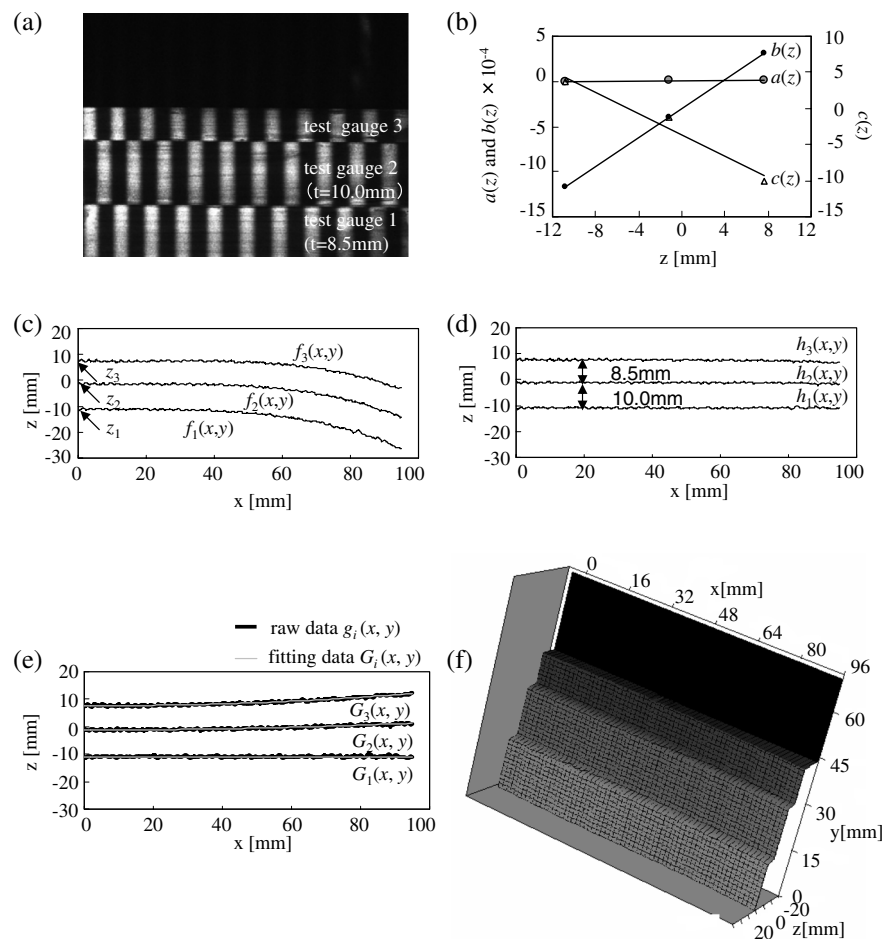 (a)
test gauge 3
test gauge 2
(t=10.0mm)
test gauge 1
(t=8.5mm)
(b)
a(z) and b(z) × 10⁻⁴
0
-5
-10
-15
10
5
0
-5
-10
-15
c(z)
b(z)
a(z)
c(z)
-12 -8 -4 0 4 8 12
z [mm]
(c)
z [mm]
20
10
0
-10
-20
-30
f₃(x,y)
z₃
f₂(x,y)
z₂
f₁(x,y)
z₁
0 20 40 60 80 100
x [mm]
(d)
z [mm]
20
10
0
-10
-20
-30
h₃(x,y)
8.5mm
h₂(x,y)
10.0mm
h₁(x,y)
0 20 40 60 80 100
x [mm]
raw data gᵢ(x, y)
fitting data Gᵢ(x, y)
(e)
z [mm]
20
10
0
-10
-20
-30
G₃(x, y)
G₂(x, y)
G₁(x, y)
0 20 40 60 80 100
x [mm]
(f)
0
16
32
48
64
80
96
x[mm]
60
45
30
15
0
y[mm]
-20
0
20
z[mm]